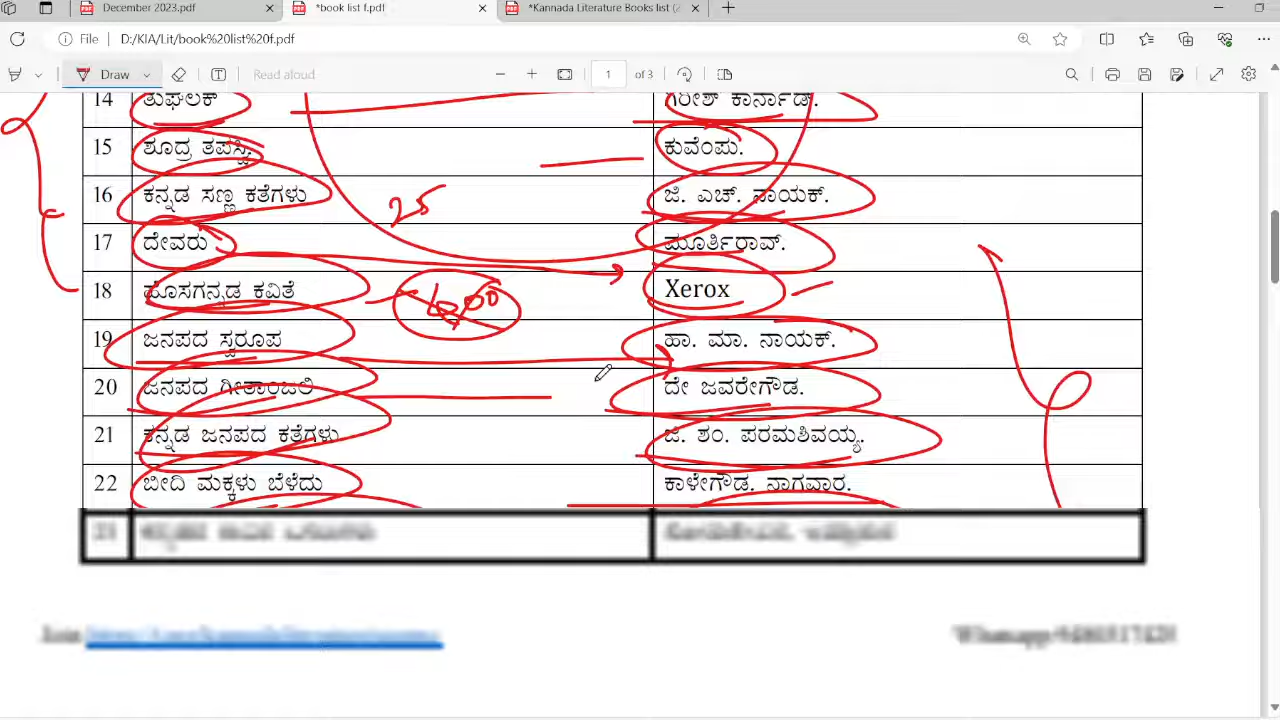 December 2023.pdf
*book list f.pdf
*Kannada Literature Books list (2
File D:/KIA/Lit/book%20list%20f.pdf
Draw Read aloud 1 of 3
14 ತುಘಲಕ್ ಗಿರೀಶ್ ಕಾರ್ನಾಡ್.
15 ಶೂದ್ರ ತಪಸ್ವಿ. ಕುವೆಂಪು.
16 ಕನ್ನಡ ಸಣ್ಣ ಕತೆಗಳು ಜಿ. ಎಚ್. ನಾಯಕ್.
25
17 ದೇವರು ಮೂರ್ತಿರಾವ್.
18 ಹೊಸಗನ್ನಡ ಕವಿತೆ Xerox
19 ಜನಪದ ಸ್ವರೂಪ ಹಾ. ಮಾ. ನಾಯಕ್.
20 ಜನಪದ ಗೀತಾಂಜಲಿ ದೇ ಜವರೇಗೌಡ.
21 ಕನ್ನಡ ಜನಪದ ಕತೆಗಳು ಜಿ. ಶಂ. ಪರಮಶಿವಯ್ಯ.
22 ಬೀದಿ ಮಕ್ಕಳು ಬೆಳೆದು ಕಾಳೇಗೌಡ. ನಾಗವಾರ.